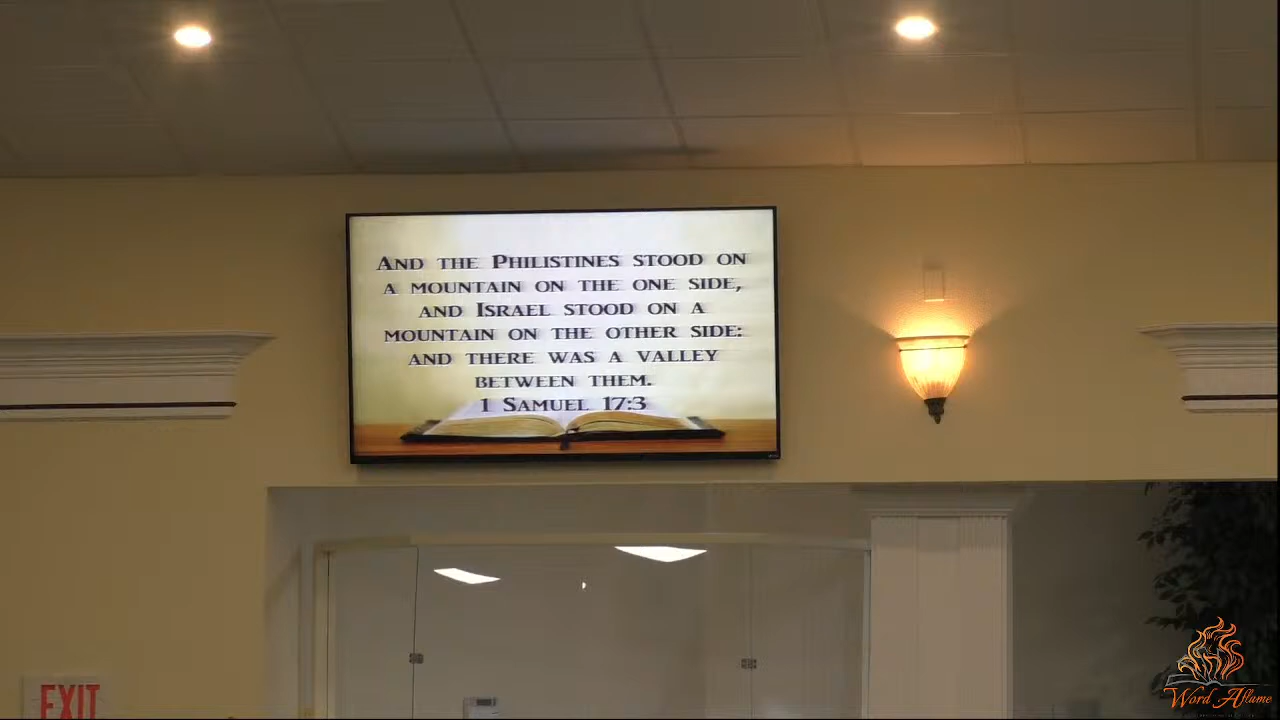 And the Philistines stood on
a mountain on the one side,
and Israel stood on a
mountain on the other side:
and there was a valley
between them.
1 Samuel 17:3
EXIT
Word Aflame